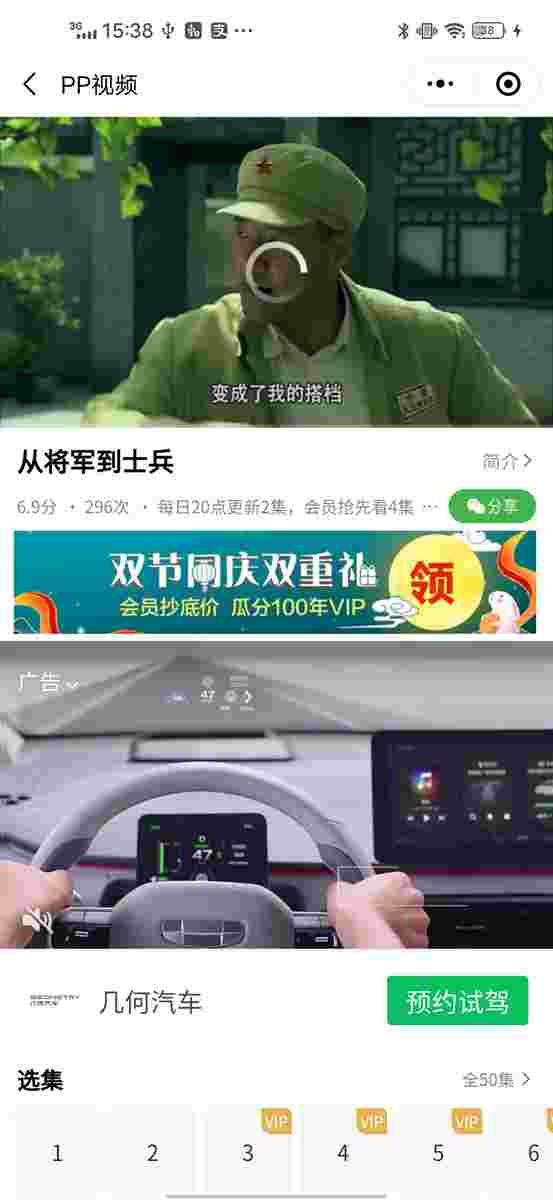 3G 15:38 58
PP视频
变成了我的搭档
从将军到士兵
简介
6.9分 · 296次 · 每日20点更新2集，会员抢先看4集 ···
分享
双节同庆双重礼
会员抄底价 瓜分100年VIP
领
广告
47
47
GEOMETRY
几何汽车
几何汽车
预约试驾
选集
全50集
VIP VIP VIP
1 2 3 4 5 6